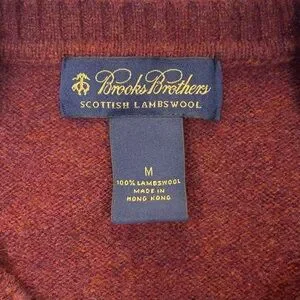 Brooks Brothers
SCOTTISH LAMBSWOOL
M
100% LAMBSWOOL
MADE IN
HONG KONG